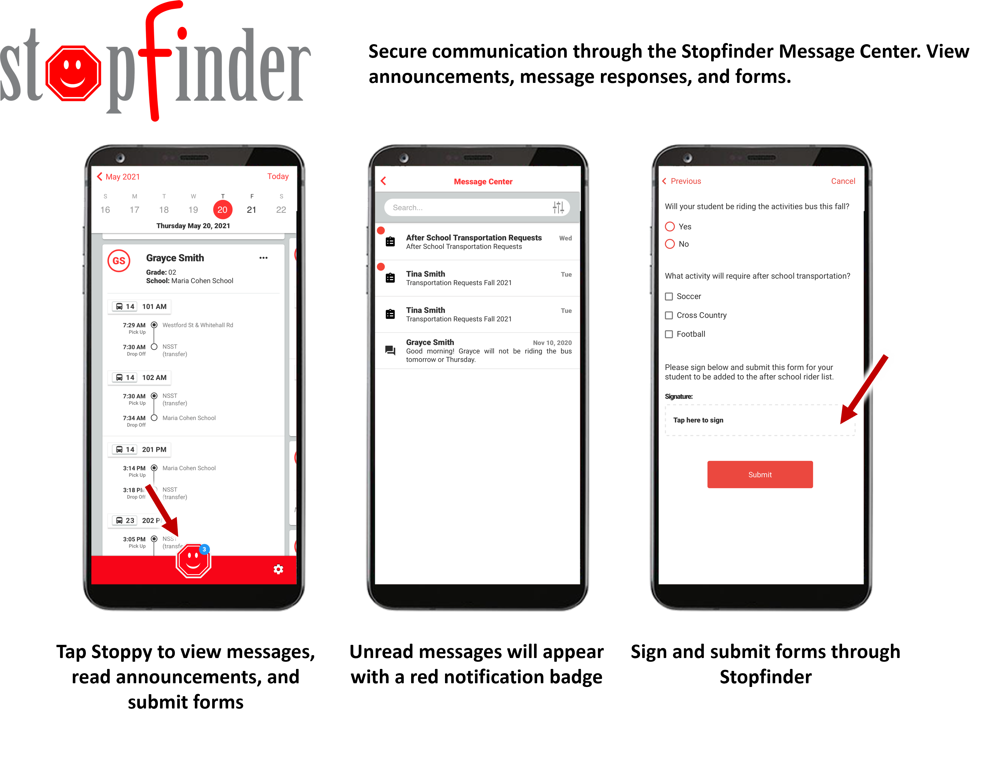 stopfinder
Secure communication through the Stopfinder Message Center. View
announcements, message responses, and forms.
May 2021 Today
S M T W T F S
16 17 18 19 20 21 22
Thursday May 20, 2021
GS
Grayce Smith
Grade: 02
School: Maria Cohen School
14 101 AM
7:29 AM Westford St & Whitehall Rd
Pick Up
7:30 AM NSST
Drop Off (transfer)
14 102 AM
7:30 AM NSST
Pick Up (transfer)
7:34 AM Maria Cohen School
Drop Off
14 201 PM
3:14 PM Maria Cohen School
Pick Up
3:18 PM NSST
Drop Off (transfer)
23 202 P
3:05 PM NSS
Pick Up (transfe
3
Message Center
Search...
After School Transportation Requests Wed
After School Transportation Requests
Tina Smith Tue
Transportation Requests Fall 2021
Tina Smith Tue
Transportation Requests Fall 2021
Grayce Smith Nov 10, 2020
Good morning! Grayce will not be riding the bus
tomorrow or Thursday.
Previous Cancel
Will your student be riding the activities bus this fall?
Yes
No
What activity will require after school transportation?
Soccer
Cross Country
Football
Please sign below and submit this form for your
student to be added to the after school rider list.
Signature:
Tap here to sign
Submit
Tap Stoppy to view messages,
read announcements, and
submit forms
Unread messages will appear
with a red notification badge
Sign and submit forms through
Stopfinder